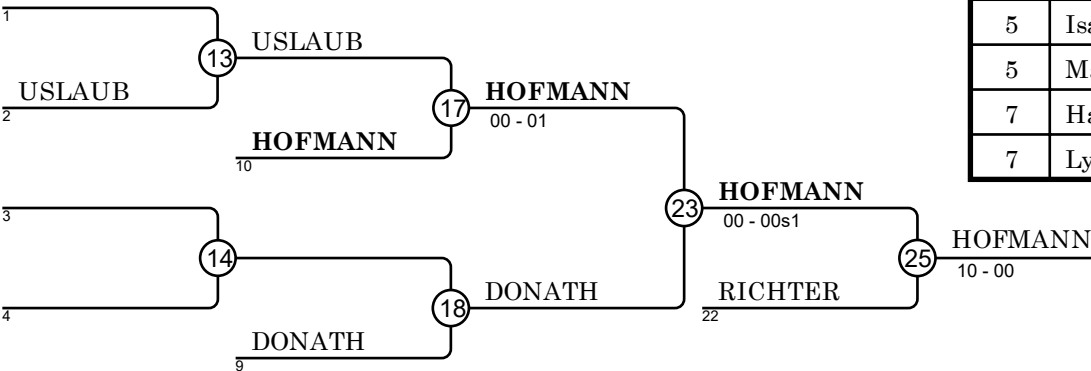 1
13
USLAUB
USLAUB
2
17
HOFMANN
00 - 01
HOFMANN
10
3
14
4
18
DONATH
DONATH
9
23
HOFMANN
00 - 00s1
RICHTER
22
25
HOFMANN
10 - 00
5
5
7
7